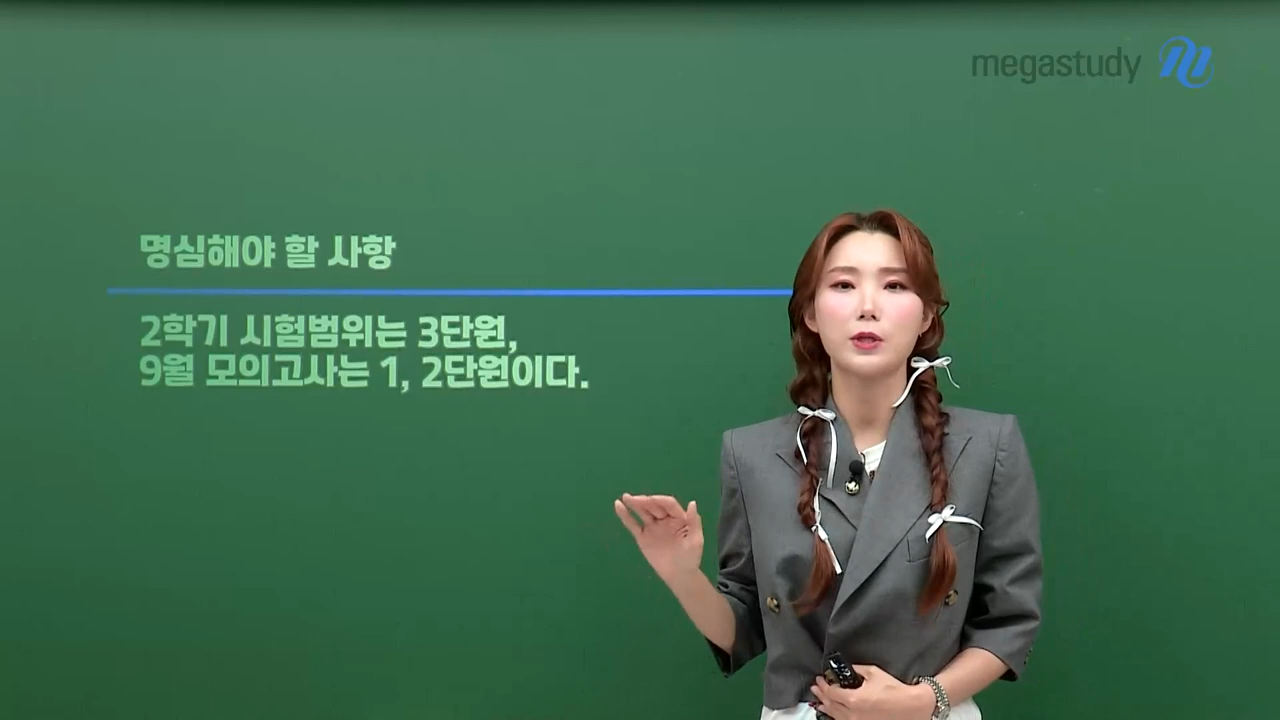 megastudy
명심해야 할 사항
2학기 시험범위는 3단원,
9월 모의고사는 1, 2단원이다.